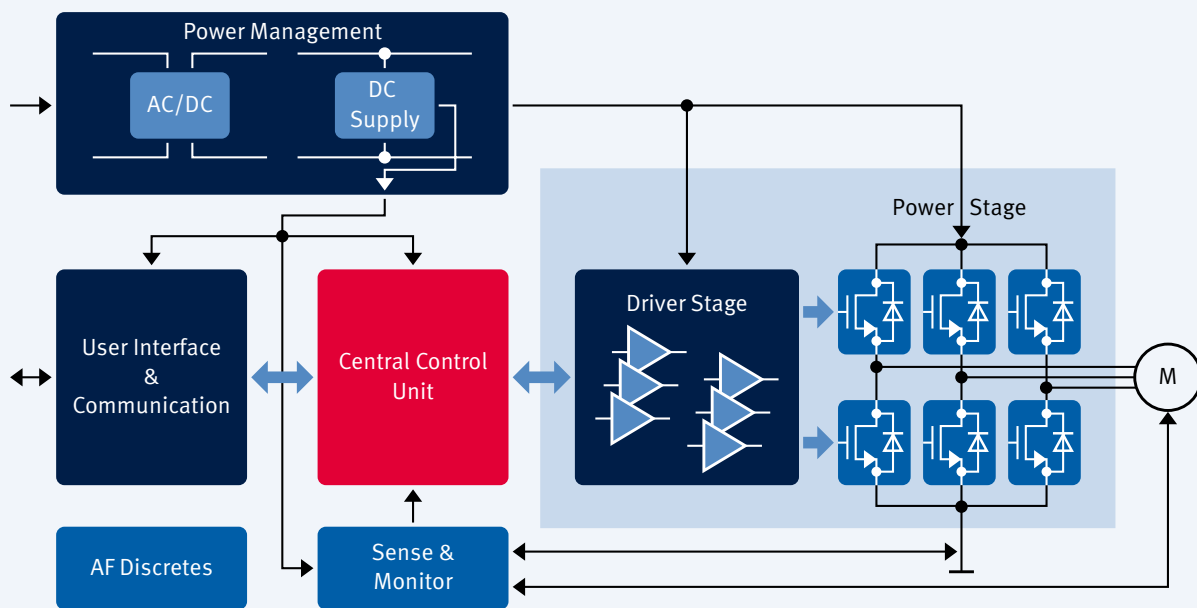 Power Management
AC/DC
DC
Supply
Power Stage
Driver Stage
User Interface
&
Communication
Central Control
Unit
M
AF Discretes
Sense &
Monitor